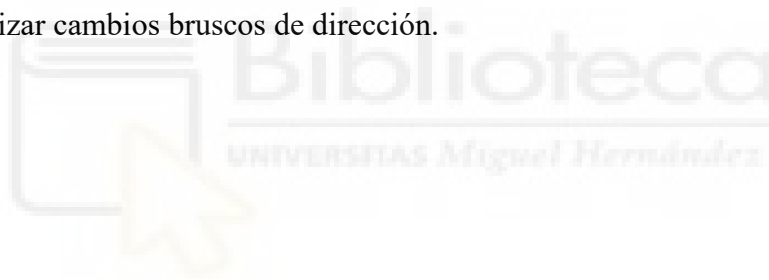 izar cambios bruscos de dirección.
Biblioteca
UNIVERSITAS Miguel Hernández